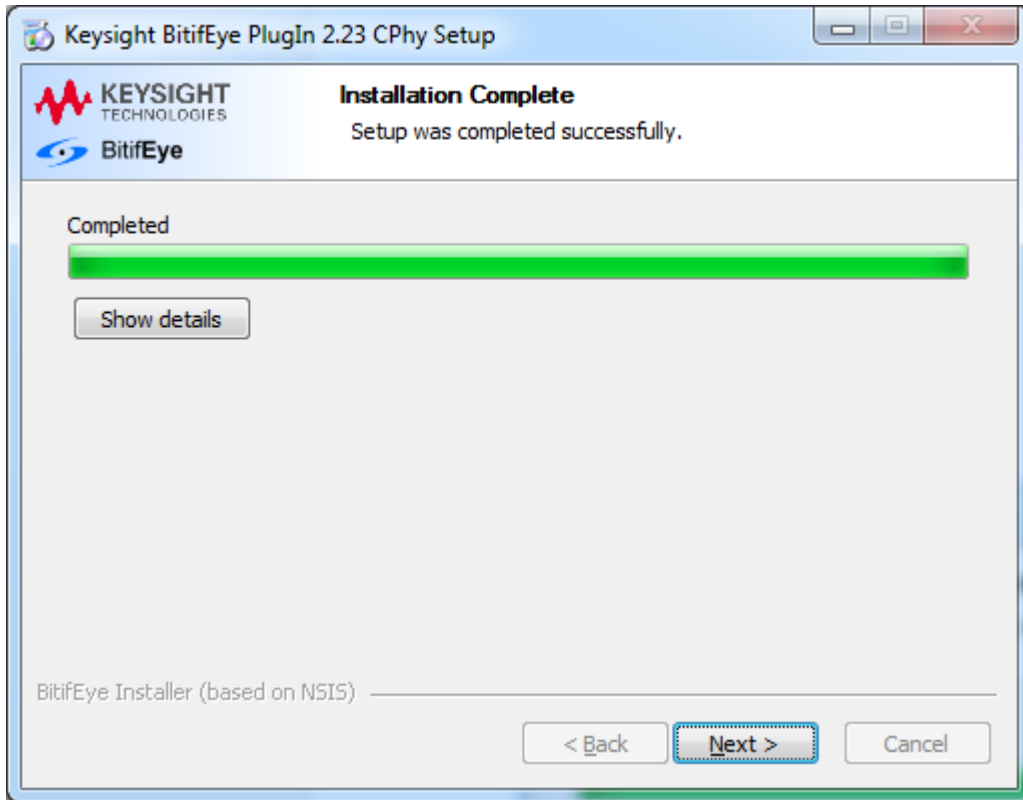 Keysight BitifEye PlugIn 2.23 CPhy Setup
KEYSIGHT
TECHNOLOGIES
BitifEye
Installation Complete
Setup was completed successfully.
Completed
Show details
BitifEye Installer (based on NSIS)
< Back
Next >
Cancel